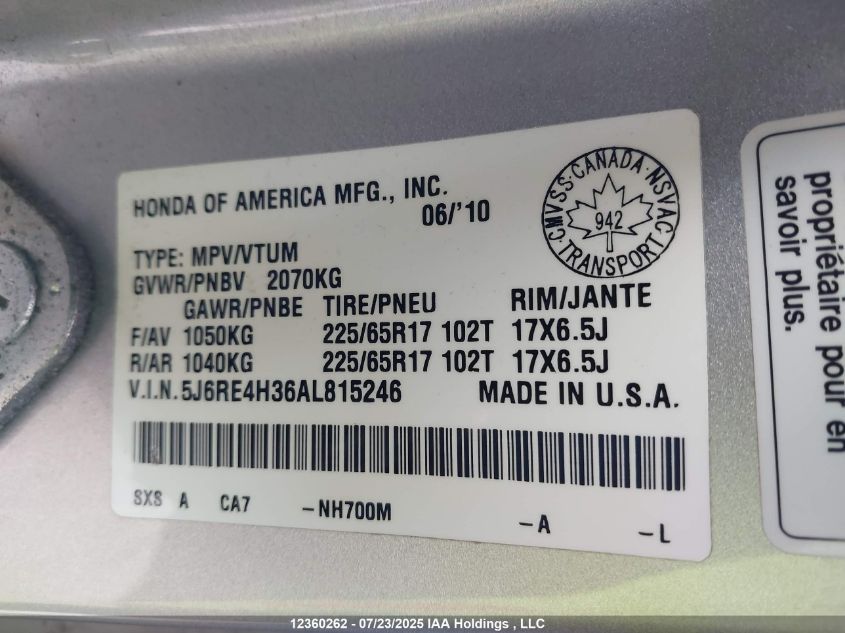 HONDA OF AMERICA MFG., INC.
06/'10
CMVSS·CANADA·NSVAC
942
TRANSPORT
TYPE: MPV/VTUM
GVWR/PNBV 2070KG
GAWR/PNBE TIRE/PNEU RIM/JANTE
F/AV 1050KG 225/65R17 102T 17X6.5J
R/AR 1040KG 225/65R17 102T 17X6.5J
V.I.N.5J6RE4H36AL815246 MADE IN U.S.A.
SXS A CA7 -NH700M -A -L
propriétaire pour en
savoir plus.
12360262 - 07/23/2025 IAA Holdings , LLC